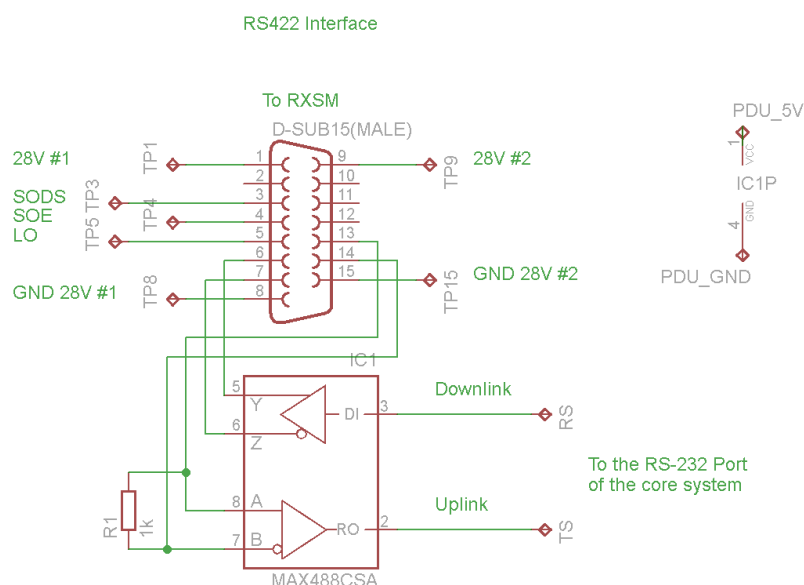 RS422 Interface
To RXSM
D-SUB15(MALE)
PDU_5V
28V #1
TP1
1
9
TP9
28V #2
1
VCC
2
10
IC1P
SODS
TP3
3
11
SOE
TP4
4
12
GND
4
LO
TP5
5
13
6
14
7
15
TP15
GND 28V #2
PDU_GND
GND 28V #1
TP8
8
IC1
5
Y
Downlink
DI
3
RS
6
Z
To the RS-232 Port
of the core system
8
A
Uplink
R1
1k
RO
2
TS
7
B
MAX488CSA